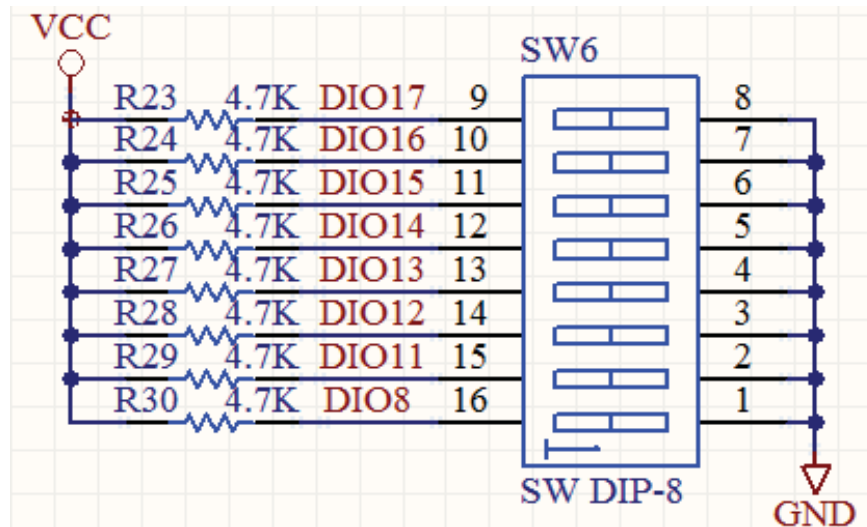 VCC
SW6
R23 4.7K DIO17 9 8
R24 4.7K DIO16 10 7
R25 4.7K DIO15 11 6
R26 4.7K DIO14 12 5
R27 4.7K DIO13 13 4
R28 4.7K DIO12 14 3
R29 4.7K DIO11 15 2
R30 4.7K DIO8 16 1
SW DIP-8
GND